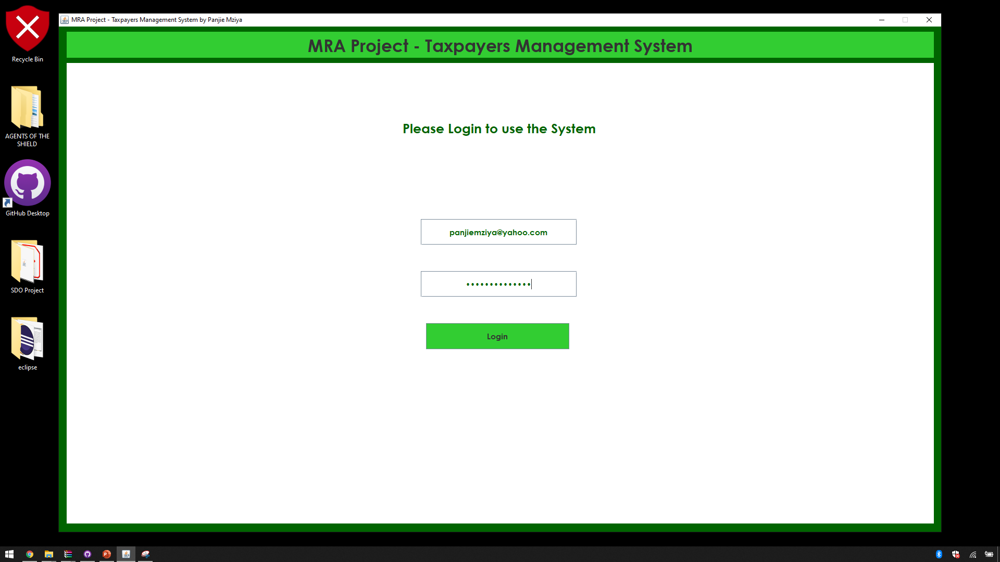 MRA Project - Taxpayers Management System by Panjie Mziya
MRA Project - Taxpayers Management System
Please Login to use the System
panjiemziya@yahoo.com
Login
Recycle Bin
AGENTS OF THE
SHIELD
GitHub Desktop
SDO Project
eclipse